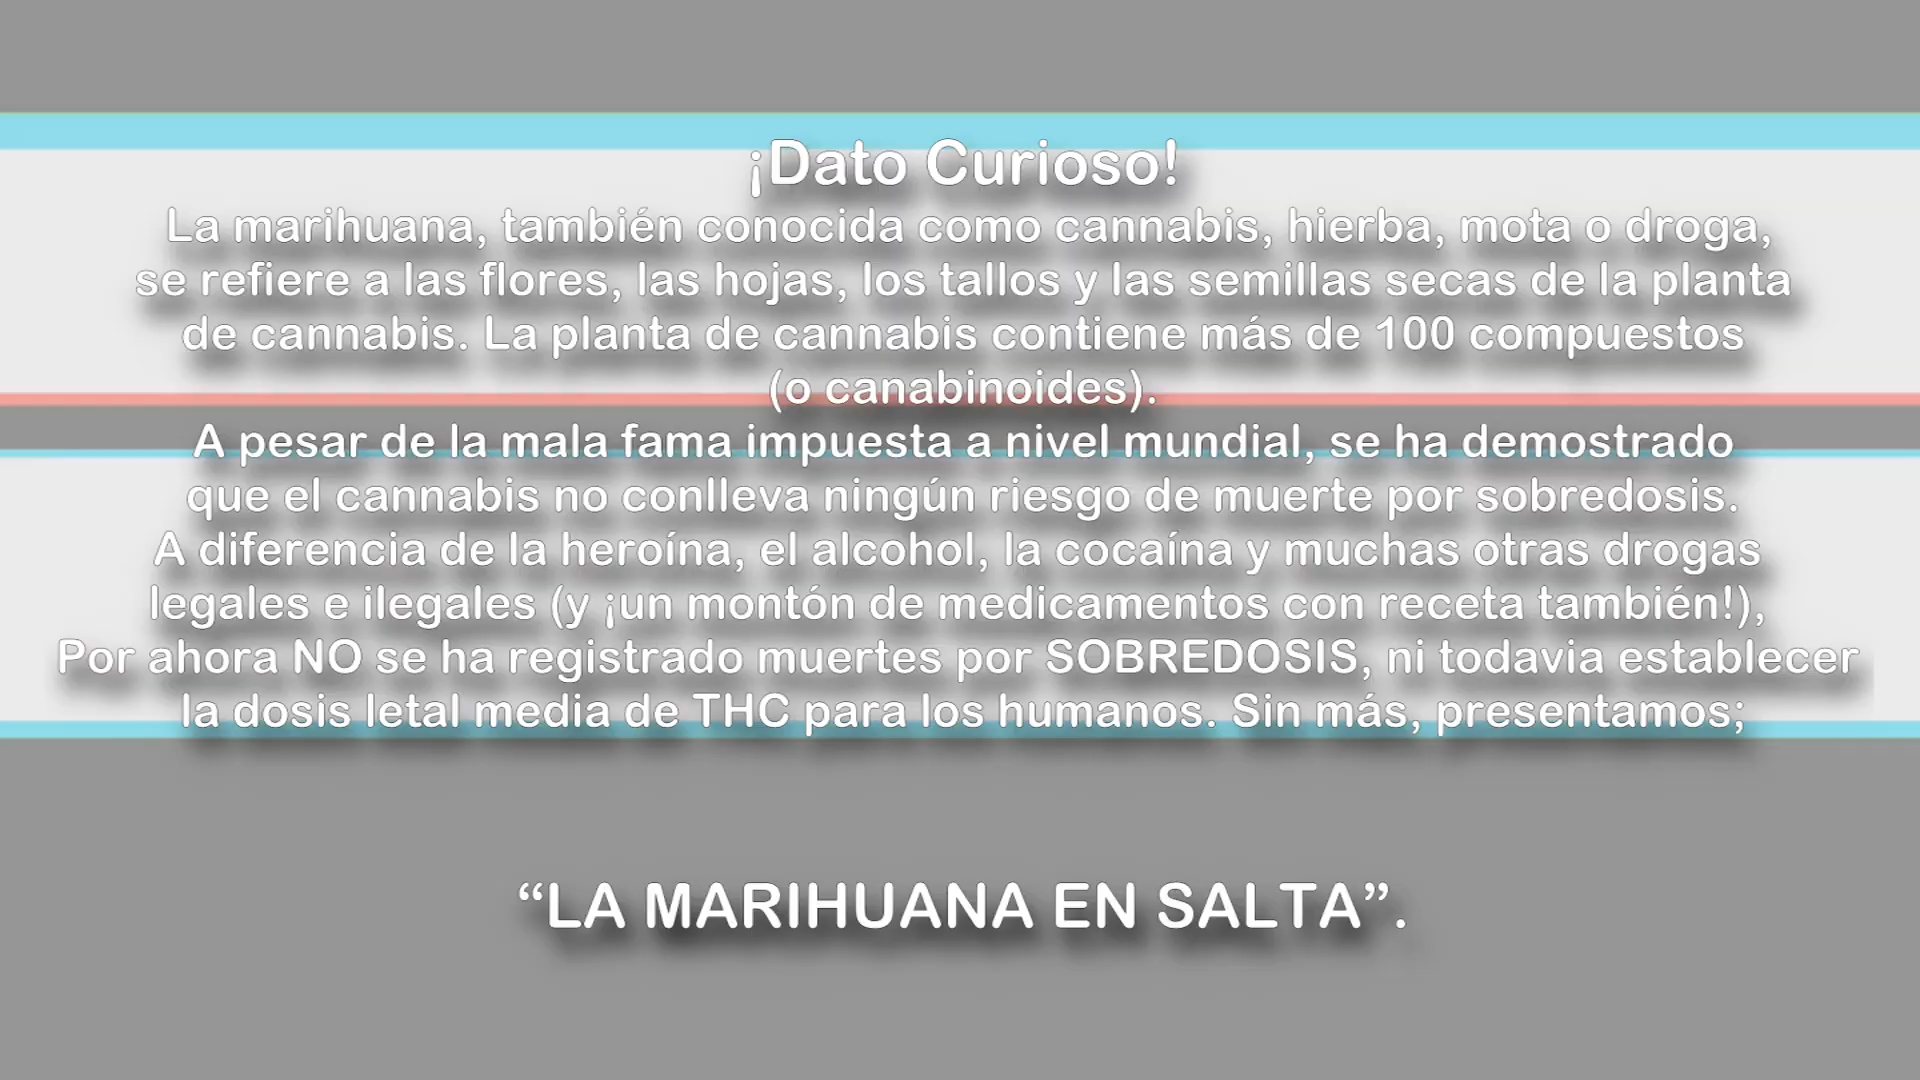 ¡Dato Curioso!
La marihuana, también conocida como cannabis, hierba, mota o droga,
se refiere a las flores, las hojas, los tallos y las semillas secas de la planta
de cannabis. La planta de cannabis contiene más de 100 compuestos
(o canabinoides).
A pesar de la mala fama impuesta a nivel mundial, se ha demostrado
que el cannabis no conlleva ningún riesgo de muerte por sobredosis.
A diferencia de la heroína, el alcohol, la cocaína y muchas otras drogas
legales e ilegales (y ¡un montón de medicamentos con receta también!),
Por ahora NO se ha registrado muertes por SOBREDOSIS, ni todavia establecer
la dosis letal media de THC para los humanos. Sin más, presentamos;
“LA MARIHUANA EN SALTA”.